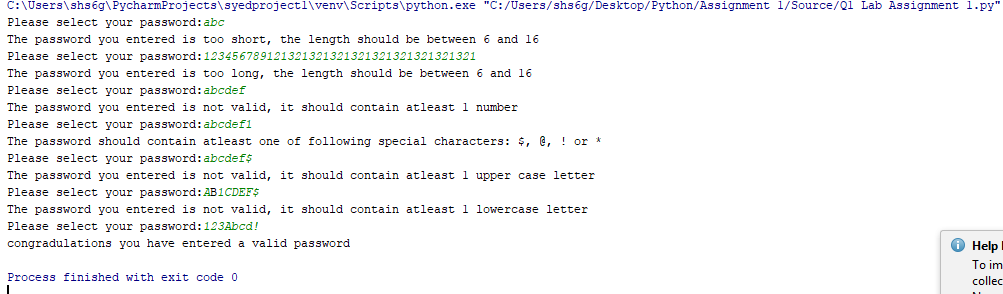 C:\Users\shs6g\PycharmProjects\syedproject1\venv\Scripts\python.exe "C:/Users/shs6g/Desktop/Python/Assignment 1/Source/Q1 Lab Assignment 1.py"
Please select your password:abc
The password you entered is too short, the length should be between 6 and 16
Please select your password:1234567891213213213213213213213213213213 21
The password you entered is too long, the length should be between 6 and 16
Please select your password:abcdef
The password you entered is not valid, it should contain atleast 1 number
Please select your password:abcdef1
The password should contain atleast one of following special characters: $, @, ! or *
Please select your password:abcdef$
The password you entered is not valid, it should contain atleast 1 upper case letter
Please select your password:AB1CDEF$
The password you entered is not valid, it should contain atleast 1 lowercase letter
Please select your password:123Abcd!
congradulations you have entered a valid password
Process finished with exit code 0
Help
To im
collec